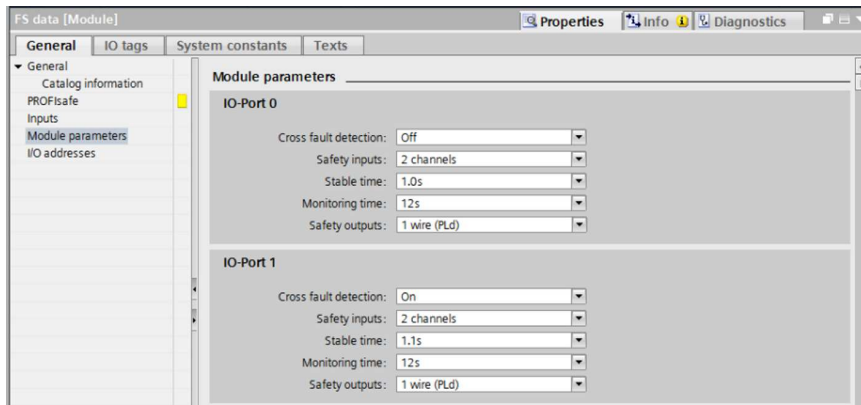 FS data [Module]
Properties Info Diagnostics
General IO tags System constants Texts
General
Catalog information
PROFIsafe
Inputs
Module parameters
I/O addresses
Module parameters
IO-Port 0
Cross fault detection: Off
Safety inputs: 2 channels
Stable time: 1.0s
Monitoring time: 12s
Safety outputs: 1 wire (PLd)
IO-Port 1
Cross fault detection: On
Safety inputs: 2 channels
Stable time: 1.1s
Monitoring time: 12s
Safety outputs: 1 wire (PLd)